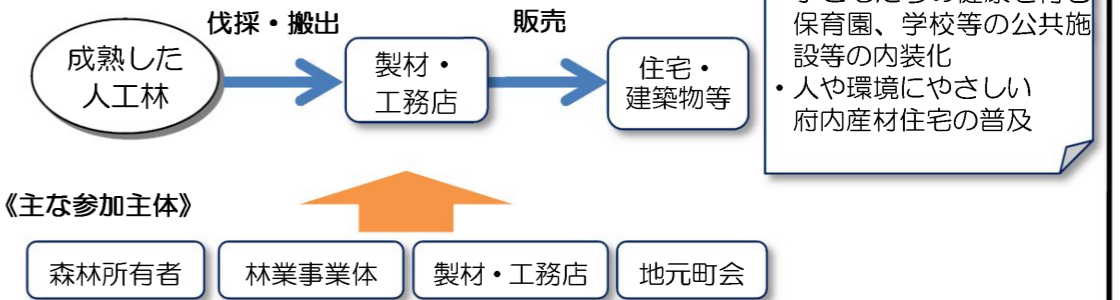 伐採・搬出
販売
成熟した
人工林
製材・
工務店
住宅・
建築物等
保育園、学校等の公共施
設等の内装化
・人や環境にやさしい
府内産材住宅の普及
《主な参加主体》
森林所有者
林業事業体
製材・工務店
地元町会